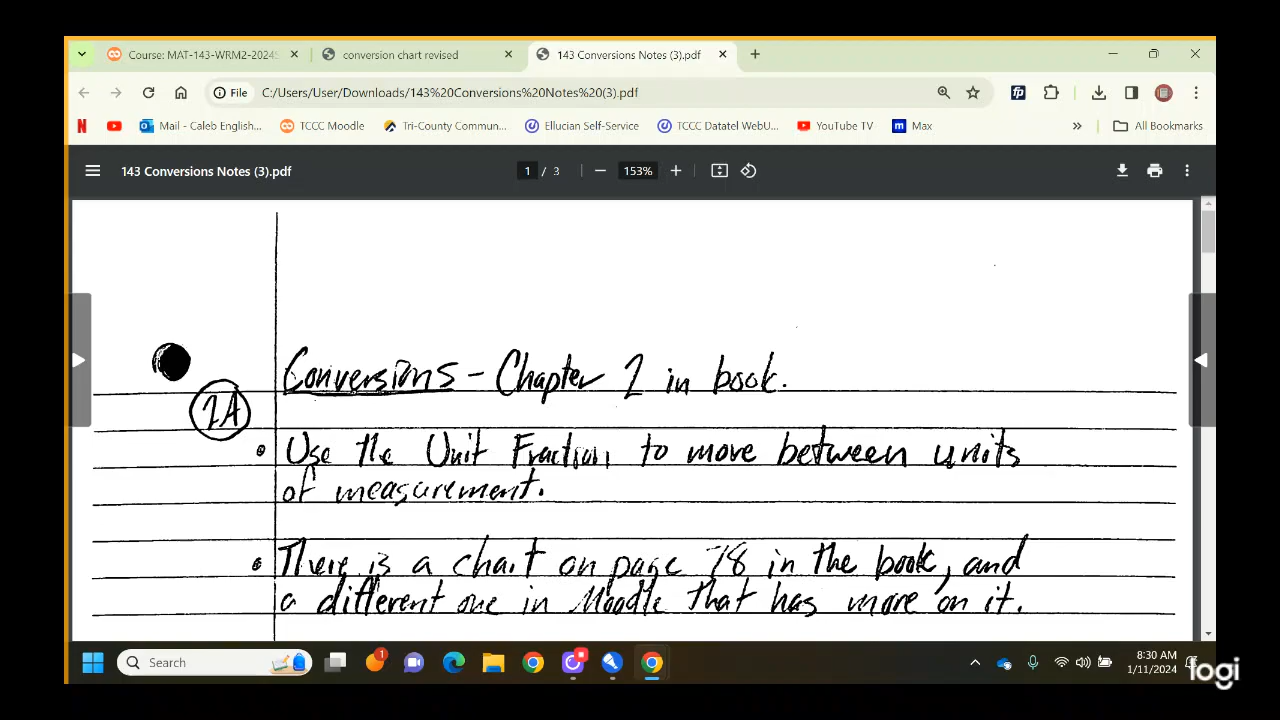 Course: MAT-143-WRM2-2024S
conversion chart revised
143 Conversions Notes (3).pdf
File
C:/Users/User/Downloads/143%20Conversions%20Notes%20(3).pdf
Mail - Caleb English...
TCCC Moodle
Tri-County Commun...
Ellucian Self-Service
TCCC Datatel WebU...
YouTube TV
Max
All Bookmarks
143 Conversions Notes (3).pdf
1 / 3
153%
Conversions - Chapter 2 in book.
2A
Use the Unit Fraction to move between units
of measurement.
There is a chart on page 78 in the book, and
a different one in Moodle that has more on it.
Search
1
8:30 AM
1/11/2024
logi